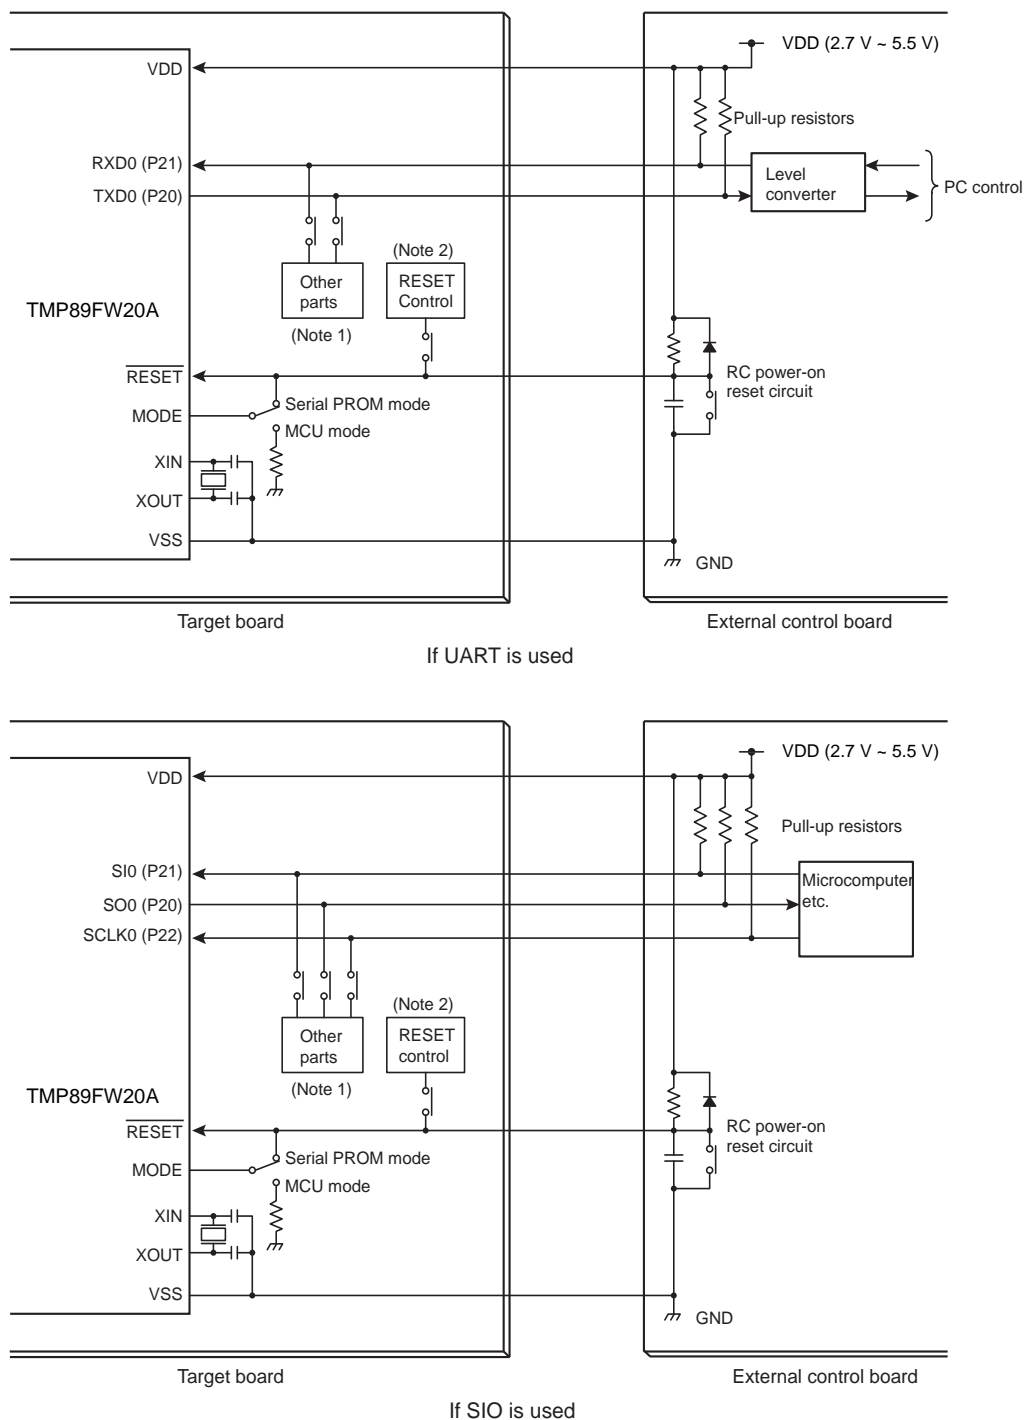 VDD (2.7 V ~ 5.5 V)
VDD
Pull-up resistors
RXD0 (P21)
TXD0 (P20)
Level
converter
PC control
(Note 2)
Other
parts
RESET
Control
TMP89FW20A
(Note 1)
RESET
RC power-on
reset circuit
Serial PROM mode
MODE
MCU mode
XIN
XOUT
VSS
GND
Target board
External control board
If UART is used
VDD (2.7 V ~ 5.5 V)
VDD
Pull-up resistors
SI0 (P21)
SO0 (P20)
SCLK0 (P22)
Microcomputer
etc.
(Note 2)
Other
parts
RESET
control
(Note 1)
TMP89FW20A
RESET
RC power-on
reset circuit
Serial PROM mode
MODE
MCU mode
XIN
XOUT
VSS
GND
Target board
External control board
If SIO is used